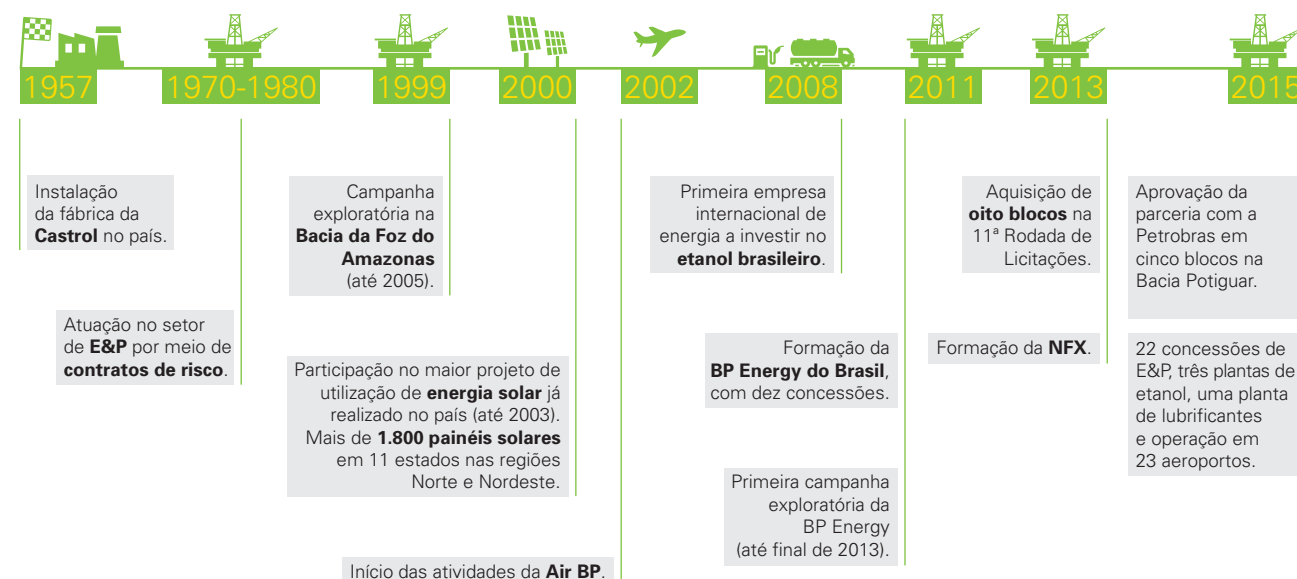 1957
1970-1980
1999
2000
2002
2008
2011
2013
2015
Instalação
da fábrica da
Castrol no país.
Atuação no setor
de E&P por meio de
contratos de risco.
Campanha
exploratória na
Bacia da Foz do
Amazonas
(até 2005).
Participação no maior projeto de
utilização de energia solar já
realizado no país (até 2003).
Mais de 1.800 painéis solares
em 11 estados nas regiões
Norte e Nordeste.
Início das atividades da Air BP.
Primeira empresa
internacional de
energia a investir no
etanol brasileiro.
Formação da
BP Energy do Brasil,
com dez concessões.
Primeira campanha
exploratória da
BP Energy
(até final de 2013).
Aquisição de
oito blocos na
11ª Rodada de
Licitações.
Formação da NFX.
Aprovação da
parceria com a
Petrobras em
cinco blocos na
Bacia Potiguar.
22 concessões de
E&P, três plantas de
etanol, uma planta
de lubrificantes
e operação em
23 aeroportos.